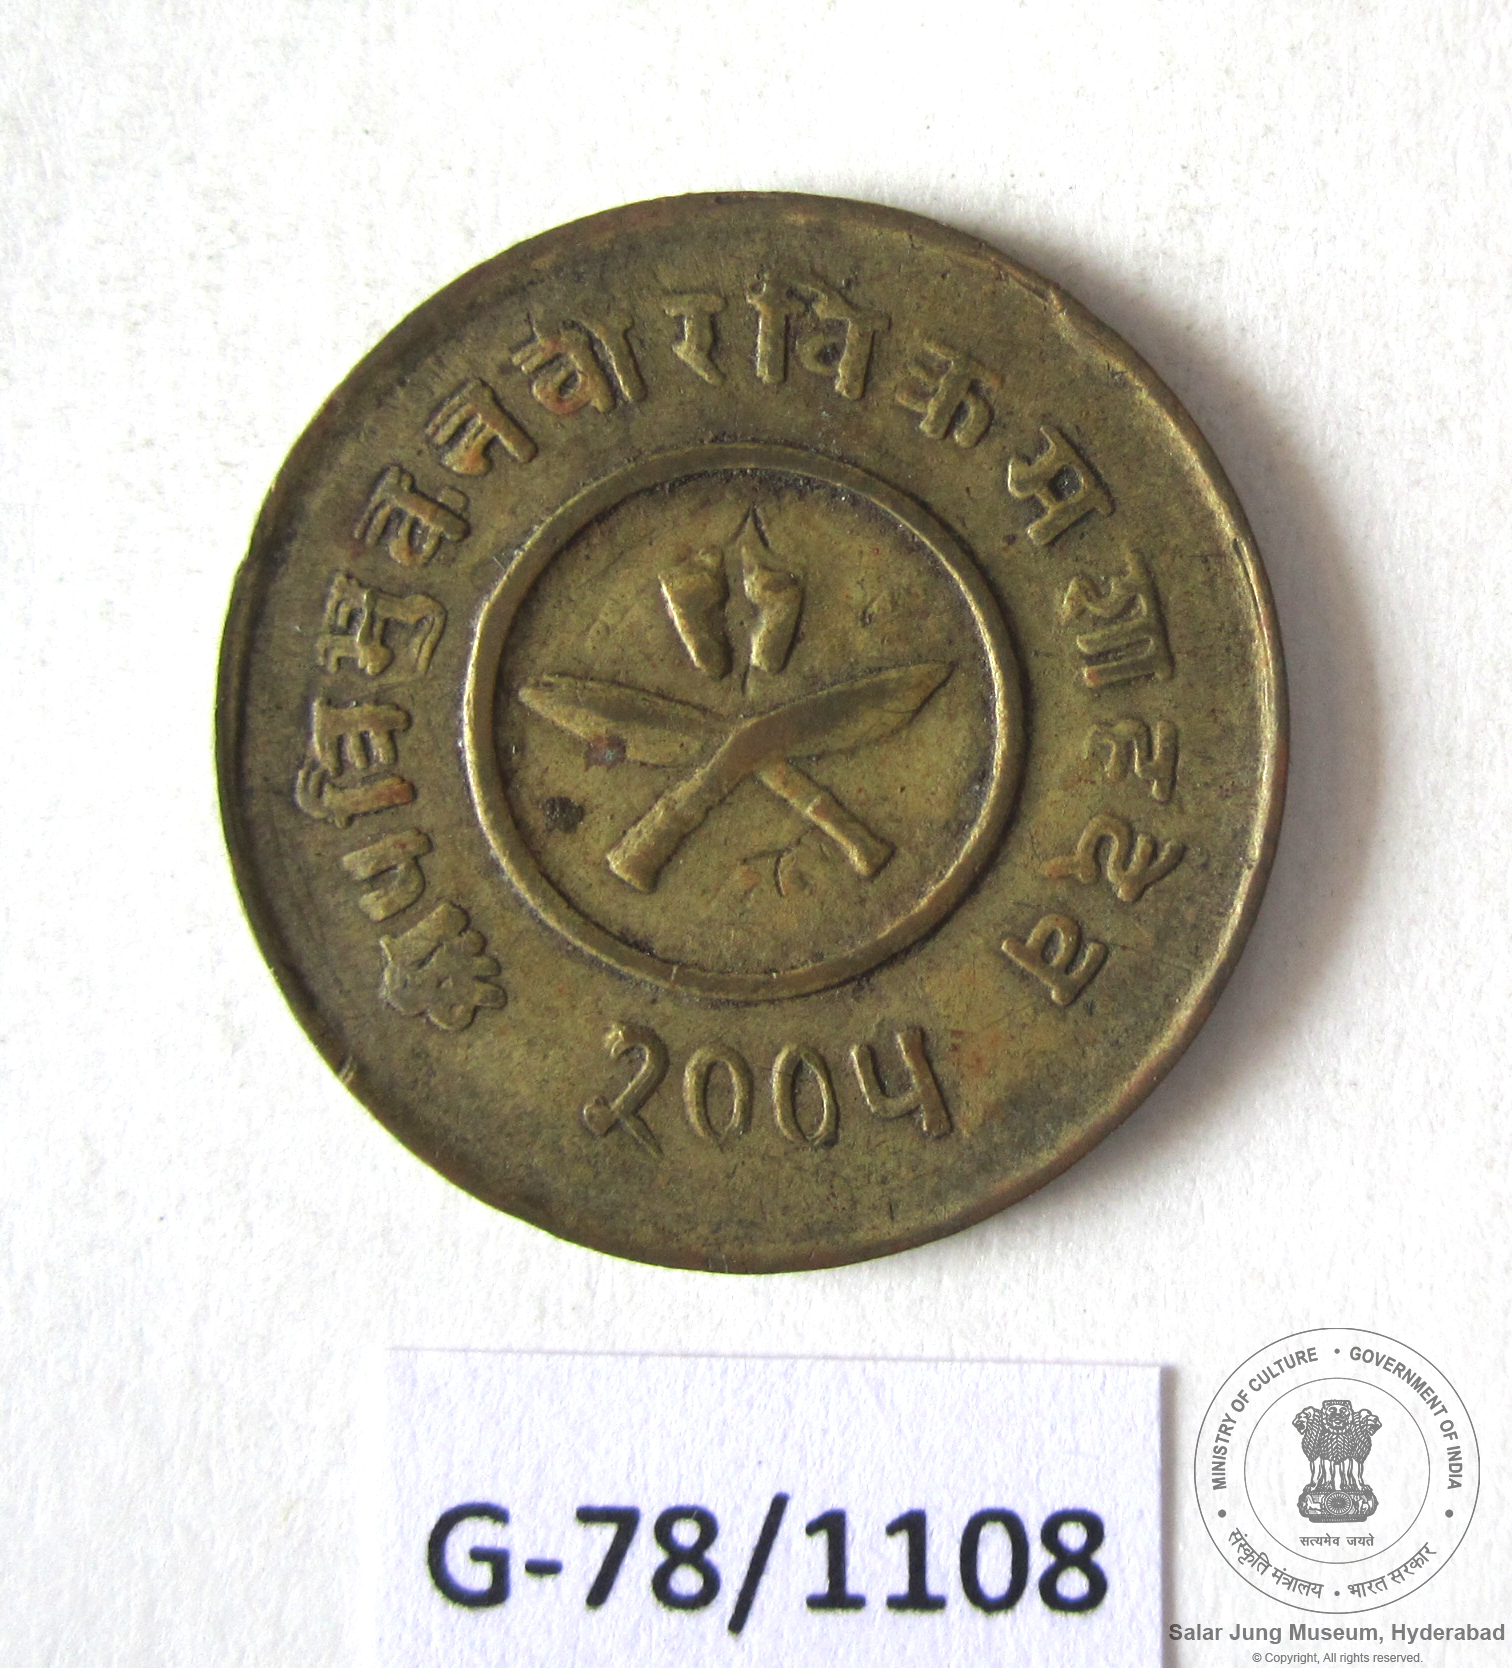 श्री ५ त्रिभुवन वीर विक्रम शाह देव
२००५
G-78/1108
MINISTRY OF CULTURE • GOVERNMENT OF INDIA
सत्यमेव जयते
संस्कृति मंत्रालय • भारत सरकार
Salar Jung Museum, Hyderabad
© Copyright, All rights reserved.